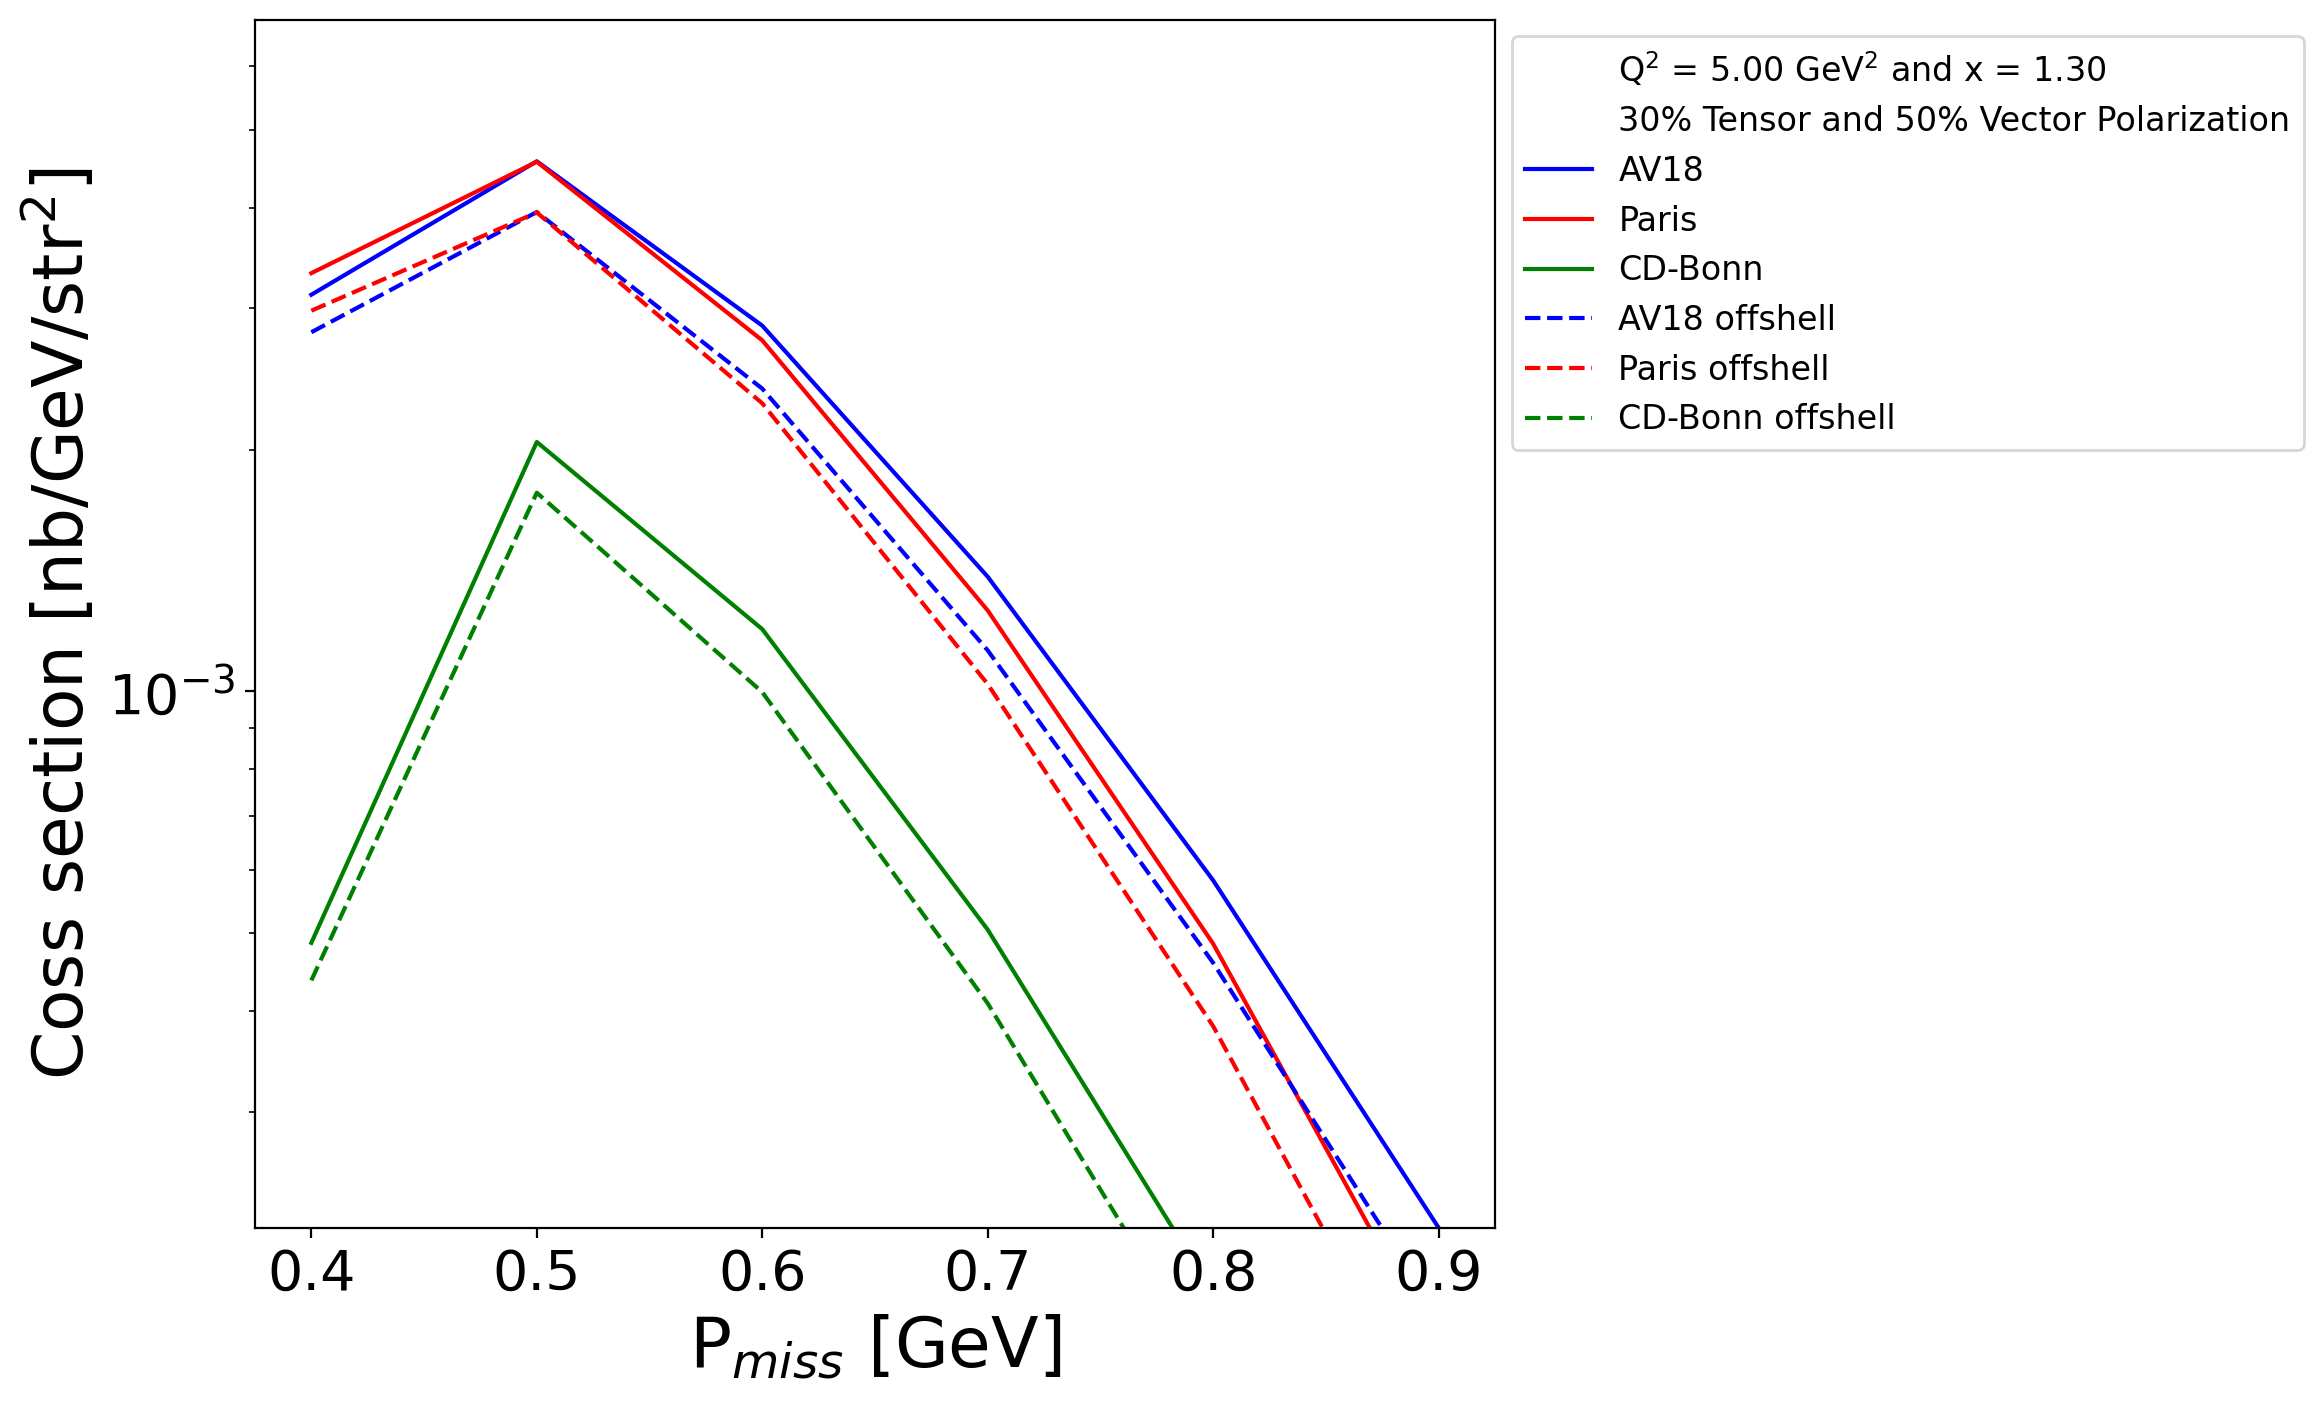 Coss section [nb/GeV/str²]
10⁻³
0.4 0.5 0.6 0.7 0.8 0.9
P_miss [GeV]
Q² = 5.00 GeV² and x = 1.30
30% Tensor and 50% Vector Polarization
AV18
Paris
CD-Bonn
AV18 offshell
Paris offshell
CD-Bonn offshell